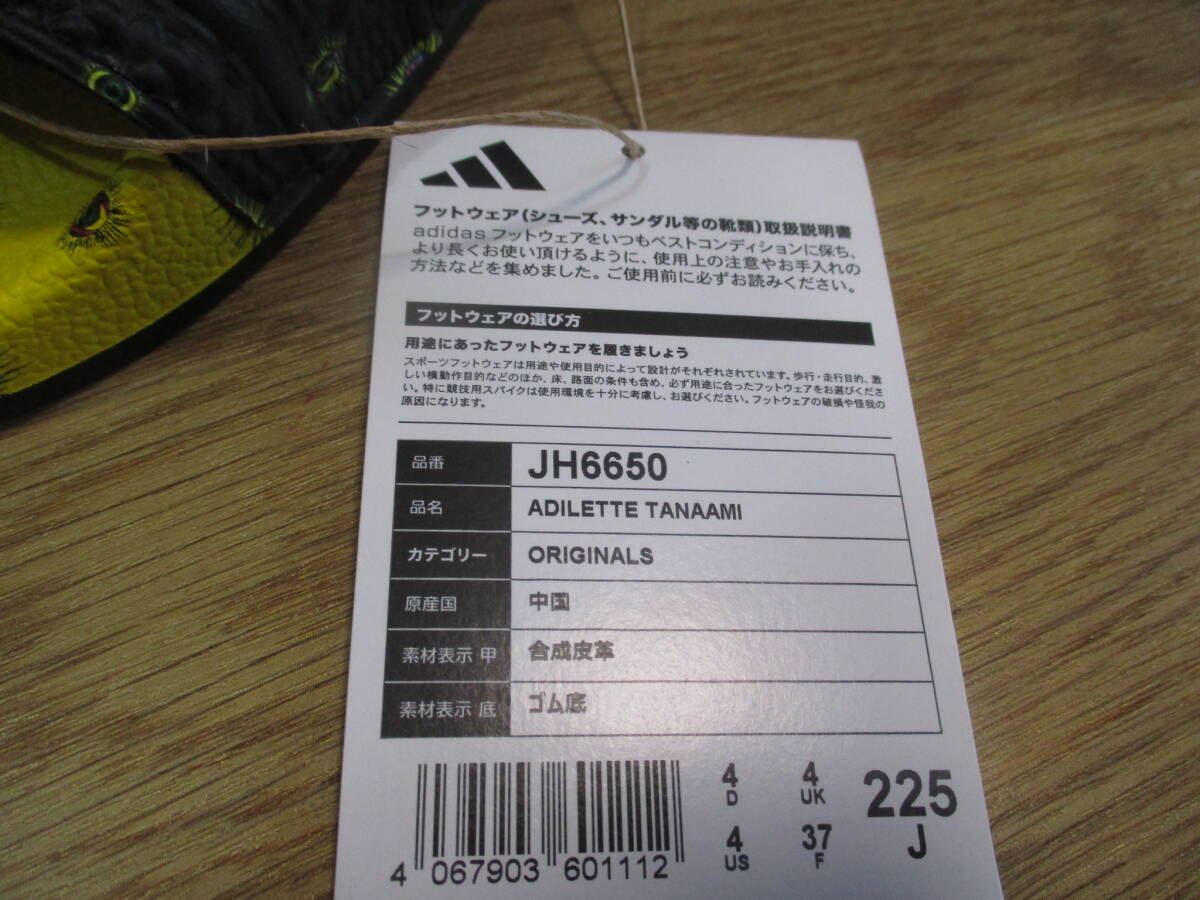 フットウェア(シューズ、サンダル等の靴類)取扱説明書
adidas フットウェアをいつもベストコンディションに保ち、
より長くお使い頂けるように、使用上の注意やお手入れの
方法などを集めました。ご使用前に必ずお読みください。
フットウェアの選び方
用途にあったフットウェアを履きましょう
スポーツフットウェアは用途や使用目的によって設計がそれぞれされています。歩行・走行目的、激
しい横動作目的などのほか、床、路面の条件も含め、必ず用途に合ったフットウェアをお選びくださ
い。特に競技用スパイクは使用環境を十分に考慮し、お選びください。フットウェアの破損や怪我の
原因になります。
品番 JH6650
品名 ADILETTE TANAAMI
カテゴリー ORIGINALS
原産国 中国
素材表示 甲 合成皮革
素材表示 底 ゴム底
4 067903 601112
4 D
4 UK
4 US
37 F
225 J